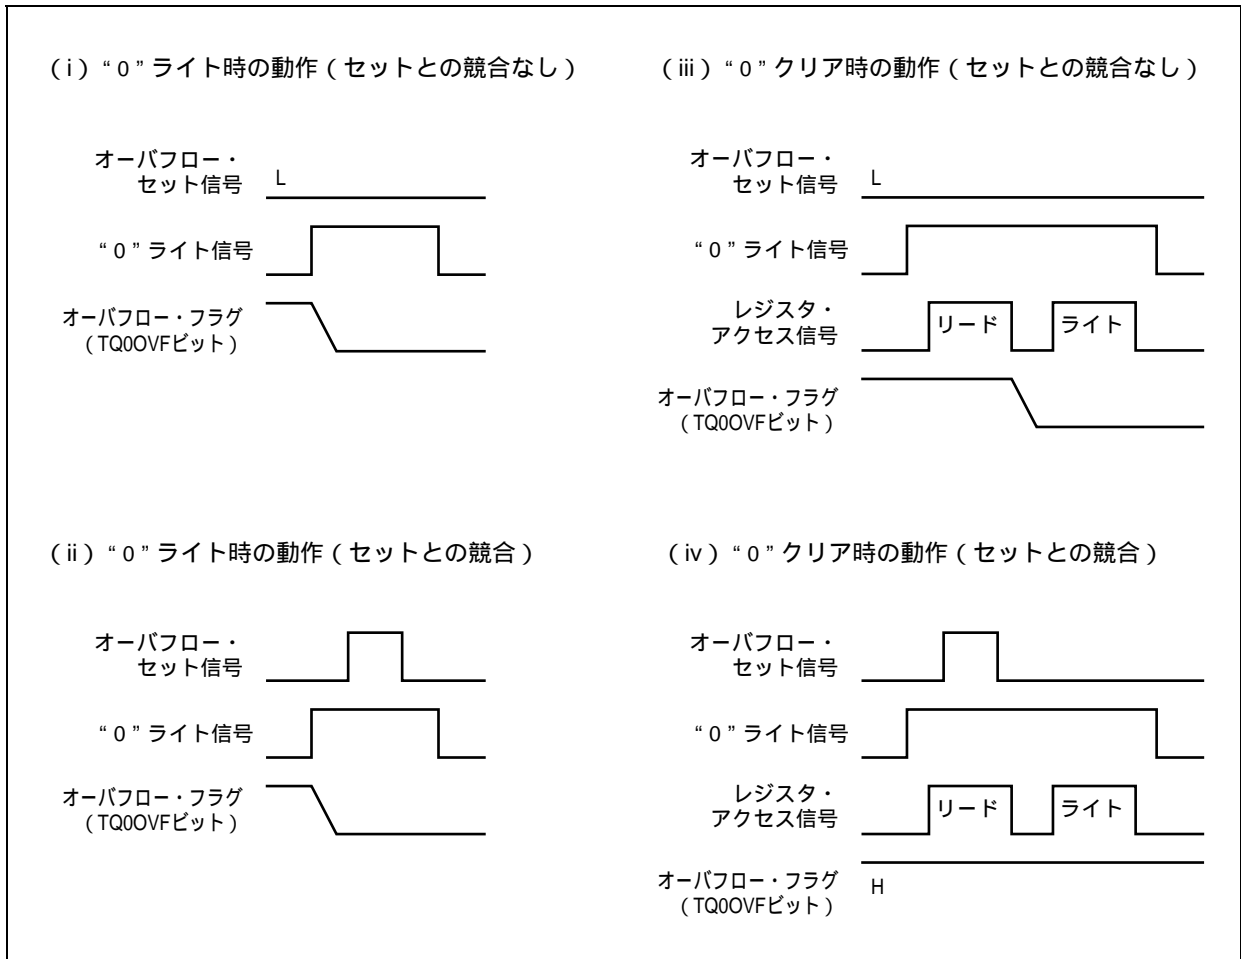 （i）“0”ライト時の動作（セットとの競合なし）
オーバフロー・
セット信号
L
“0”ライト信号
オーバフロー・フラグ
（TQ0OVFビット）
（iii）“0”クリア時の動作（セットとの競合なし）
オーバフロー・
セット信号
L
“0”ライト信号
レジスタ・
アクセス信号
リード
ライト
オーバフロー・フラグ
（TQ0OVFビット）
（ii）“0”ライト時の動作（セットとの競合）
オーバフロー・
セット信号
“0”ライト信号
オーバフロー・フラグ
（TQ0OVFビット）
（iv）“0”クリア時の動作（セットとの競合）
オーバフロー・
セット信号
“0”ライト信号
レジスタ・
アクセス信号
リード
ライト
オーバフロー・フラグ
（TQ0OVFビット）
H